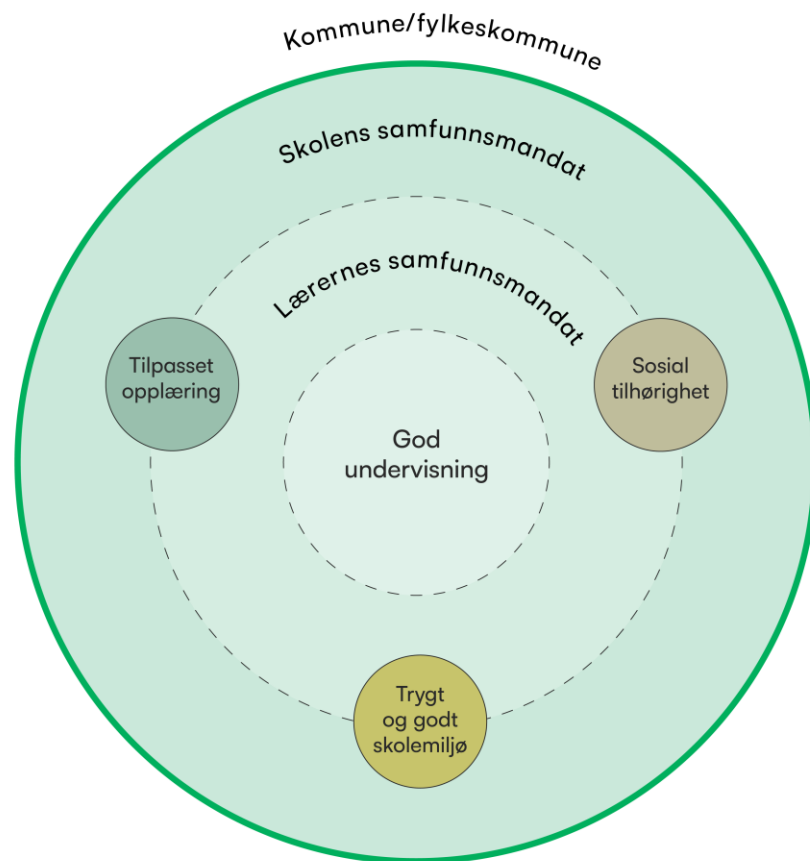 Kommune/fylkeskommune
Skolens samfunnsmandat
Lærernes samfunnsmandat
Tilpasset
opplæring
Sosial
tilhørighet
God
undervisning
Trygt
og godt
skolemiljø